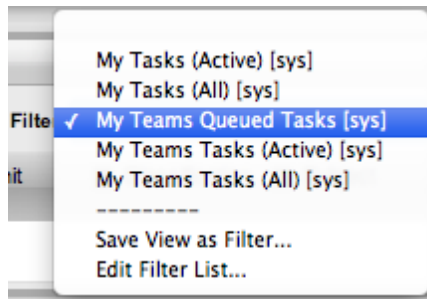 My Tasks (Active) [sys]
My Tasks (All) [sys]
Filte ✓ My Teams Queued Tasks [sys]
My Teams Tasks (Active) [sys]
it My Teams Tasks (All) [sys]
---------
Save View as Filter...
Edit Filter List...